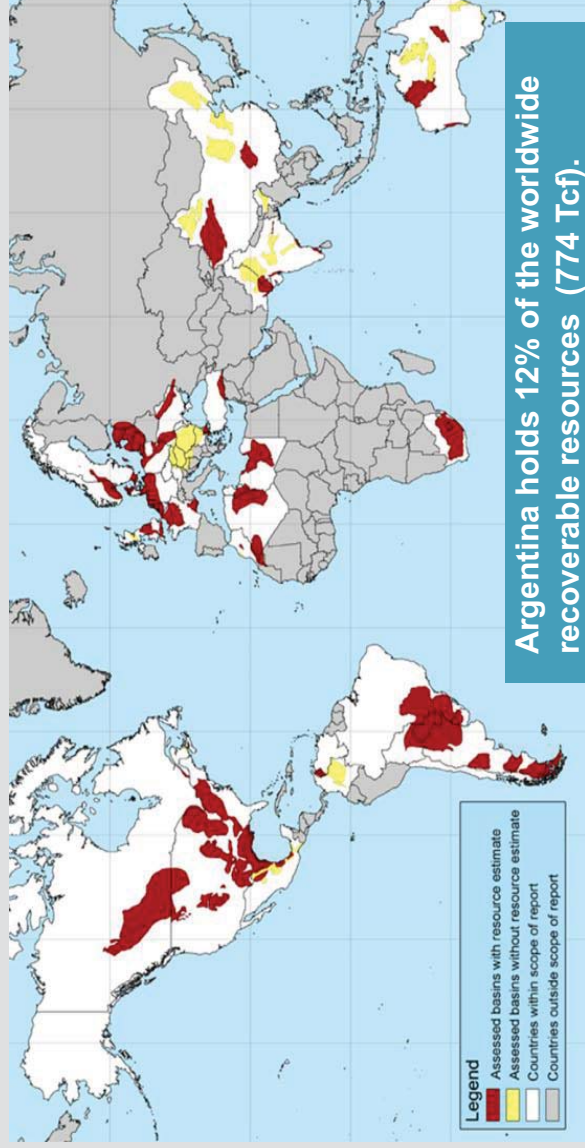 Legend
Assessed basins with resource estimate
Assessed basins without resource estimate
Countries within scope of report
Countries outside scope of report
Argentina holds 12% of the worldwide
recoverable resources (774 Tcf).